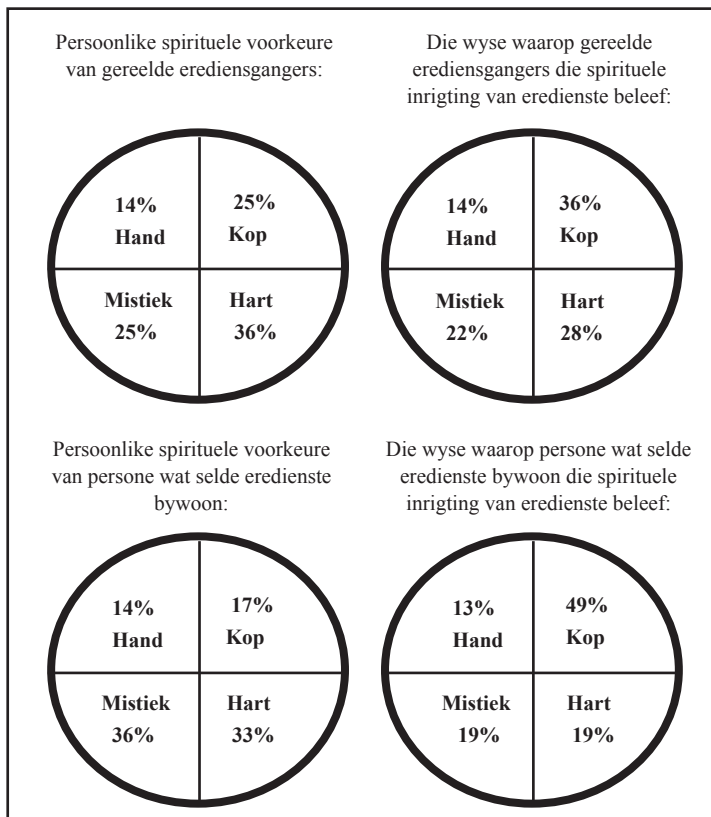 Persoonlike spirituele voorkeure
van gereelde erediensgangers:
Die wyse waarop gereelde
erediensgangers die spirituele
inrigting van eredienste beleef:
14%
Hand
25%
Kop
Mistiek
25%
Hart
36%
14%
Hand
36%
Kop
Mistiek
22%
Hart
28%
Persoonlike spirituele voorkeure
van persone wat selde eredienste
bywoon:
Die wyse waarop persone wat selde
eredienste bywoon die spirituele
inrigting van eredienste beleef:
14%
Hand
17%
Kop
Mistiek
36%
Hart
33%
13%
Hand
49%
Kop
Mistiek
19%
Hart
19%